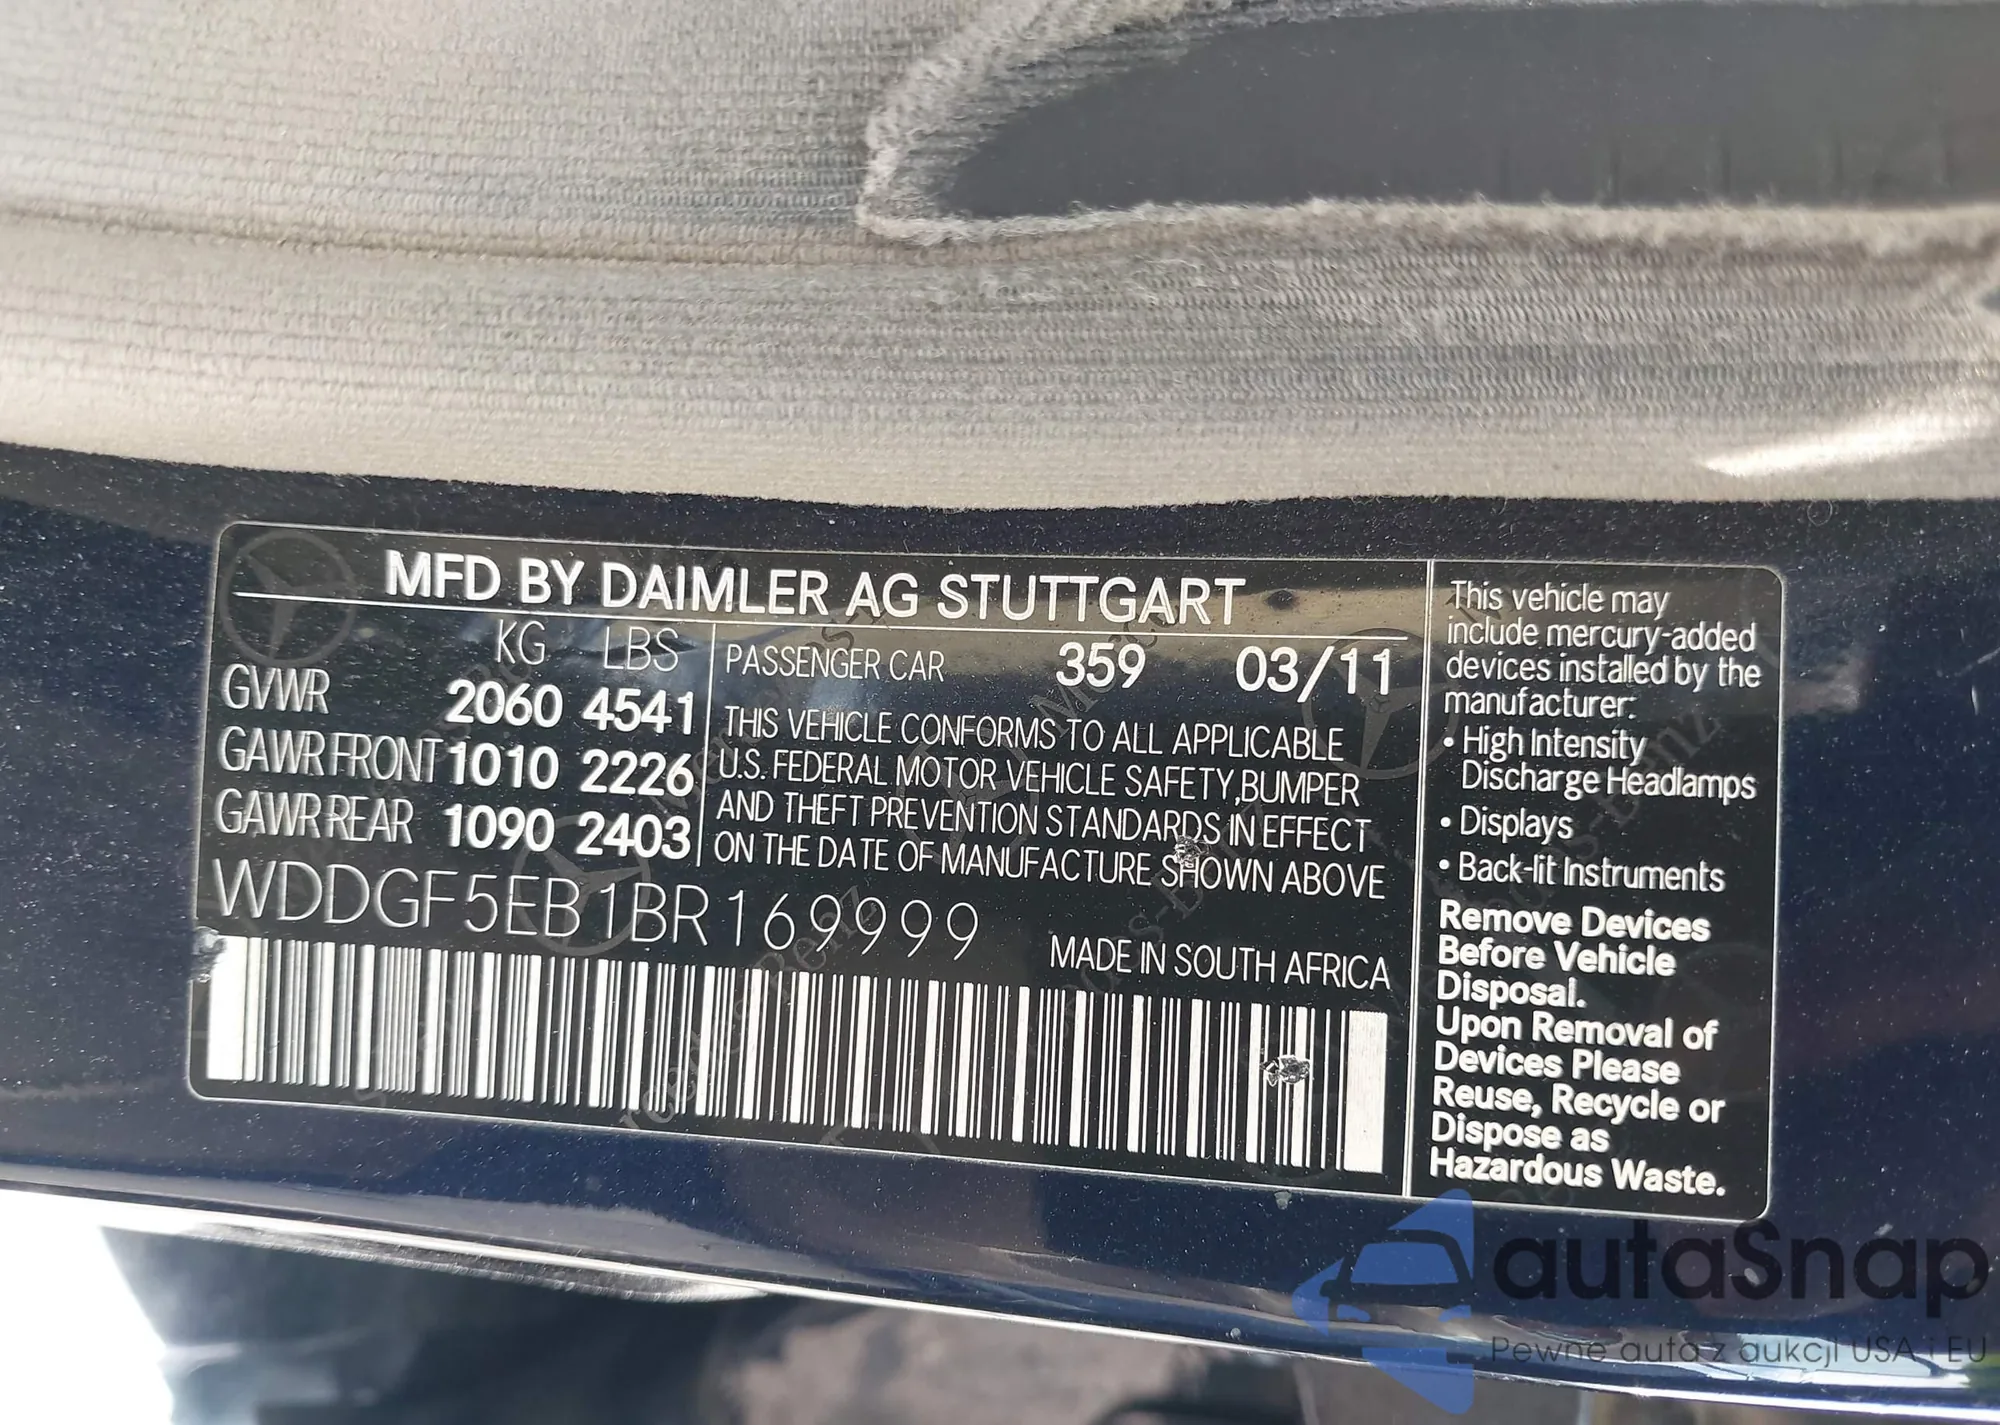 MFD BY DAIMLER AG STUTTGART
KG LBS
GVWR 2060 4541
GAWR FRONT 1010 2226
GAWR REAR 1090 2403
PASSENGER CAR 359 03/11
THIS VEHICLE CONFORMS TO ALL APPLICABLE
U.S. FEDERAL MOTOR VEHICLE SAFETY,BUMPER
AND THEFT PREVENTION STANDARDS IN EFFECT
ON THE DATE OF MANUFACTURE SHOWN ABOVE
WDDGF5EB1BR169999
MADE IN SOUTH AFRICA
This vehicle may
include mercury-added
devices installed by the
manufacturer:
• High Intensity
Discharge Headlamps
• Displays
• Back-lit Instruments
Remove Devices
Before Vehicle
Disposal.
Upon Removal of
Devices Please
Reuse, Recycle or
Dispose as
Hazardous Waste.
autaSnap
Pewne auta z aukcji USA i EU